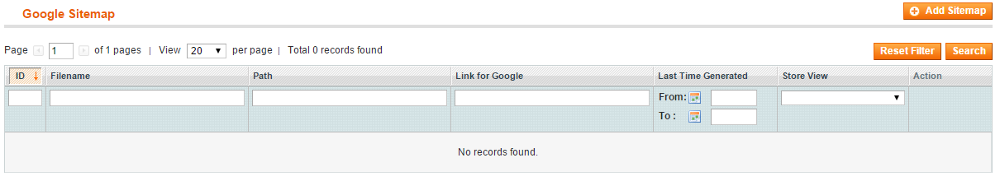 Google Sitemap
Add Sitemap
Page 1 of 1 pages | View 20 per page | Total 0 records found
Reset Filter Search
ID Filename Path Link for Google Last Time Generated Store View Action
From:
To :
No records found.